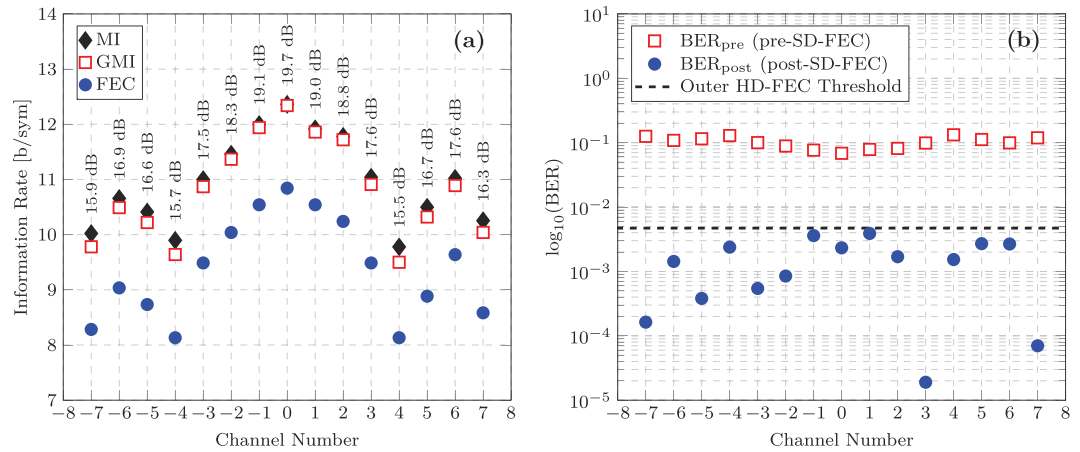 (a)
MI
GMI
FEC
Information Rate [b/sym]
14
13
12
11
10
9
8
7
15.9 dB
16.9 dB
16.6 dB
15.7 dB
17.5 dB
18.3 dB
19.1 dB
19.7 dB
19.0 dB
18.8 dB
17.6 dB
15.5 dB
16.7 dB
17.6 dB
16.3 dB
−8 −7 −6 −5 −4 −3 −2 −1 0 1 2 3 4 5 6 7 8
Channel Number
(b)
BERpre (pre-SD-FEC)
BERpost (post-SD-FEC)
Outer HD-FEC Threshold
log10(BER)
10^1
10^0
10^−1
10^−2
10^−3
10^−4
10^−5
−8 −7 −6 −5 −4 −3 −2 −1 0 1 2 3 4 5 6 7 8
Channel Number